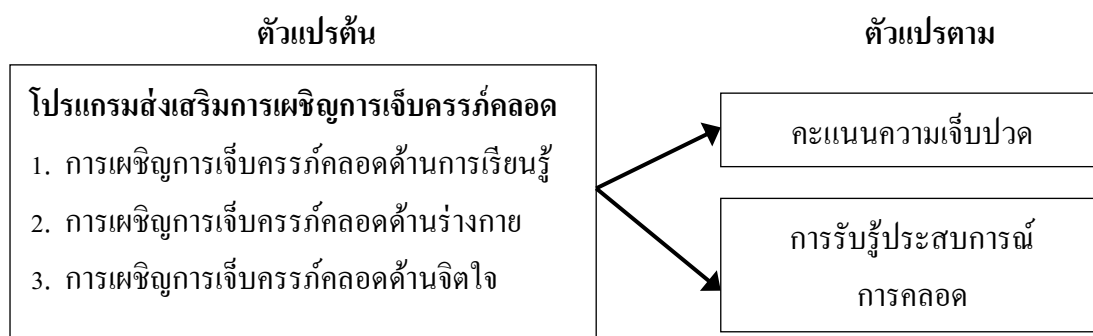 ตัวแปรต้น
ตัวแปรตาม
โปรแกรมส่งเสริมการเผชิญการเจ็บครรภ์คลอด
1. การเผชิญการเจ็บครรภ์คลอดด้านการเรียนรู้
2. การเผชิญการเจ็บครรภ์คลอดด้านร่างกาย
3. การเผชิญการเจ็บครรภ์คลอดด้านจิตใจ
คะแนนความเจ็บปวด
การรับรู้ประสบการณ์
การคลอด